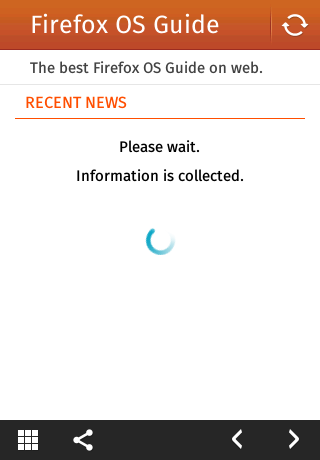 Firefox OS Guide
The best Firefox OS Guide on web.
RECENT NEWS
Please wait.
Information is collected.